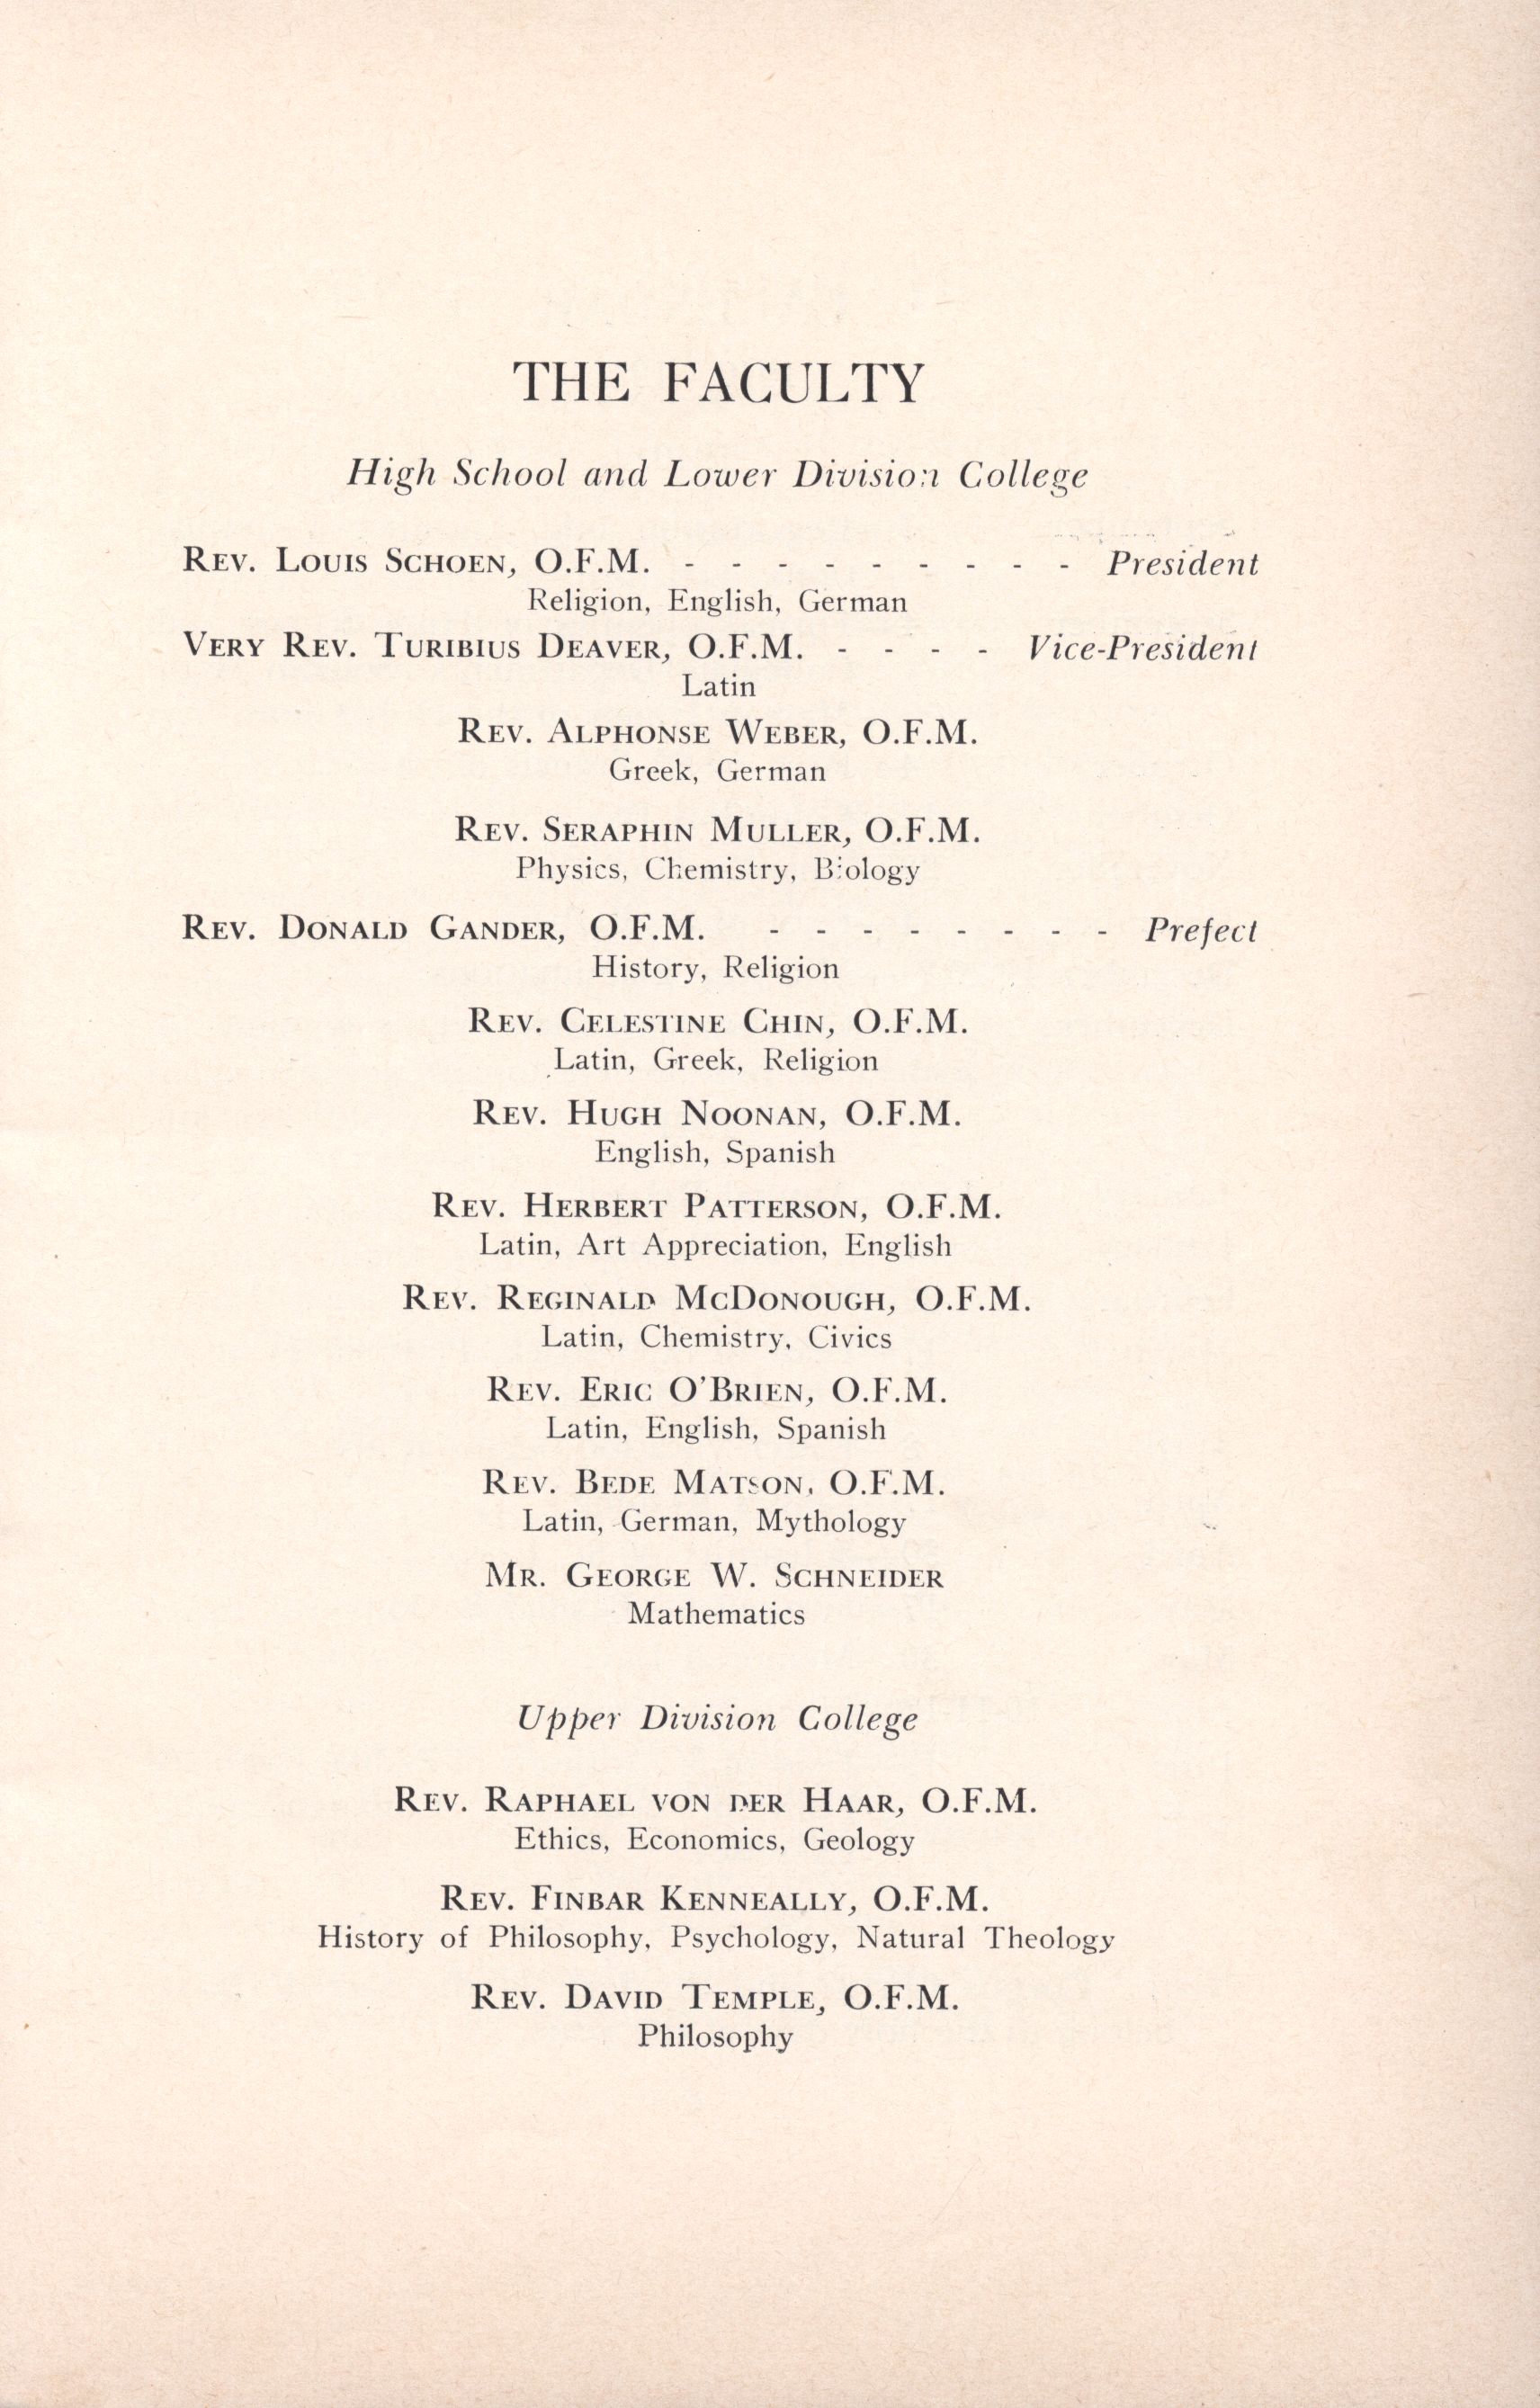 THE FACULTY
High School and Lower Division College
REV. LOUIS SCHOEN, O.F.M. - - - - - - - - - President
Religion, English, German
VERY REV. TURIBIUS DEAVER, O.F.M. - - - - Vice-President
Latin
REV. ALPHONSE WEBER, O.F.M.
Greek, German
REV. SERAPHIN MULLER, O.F.M.
Physics, Chemistry, Biology
REV. DONALD GANDER, O.F.M. - - - - - - - - Prefect
History, Religion
REV. CELESTINE CHIN, O.F.M.
Latin, Greek, Religion
REV. HUGH NOONAN, O.F.M.
English, Spanish
REV. HERBERT PATTERSON, O.F.M.
Latin, Art Appreciation, English
REV. REGINALD MCDONOUGH, O.F.M.
Latin, Chemistry, Civics
REV. ERIC O'BRIEN, O.F.M.
Latin, English, Spanish
REV. BEDE MATSON, O.F.M.
Latin, German, Mythology
MR. GEORGE W. SCHNEIDER
Mathematics
Upper Division College
REV. RAPHAEL VON DER HAAR, O.F.M.
Ethics, Economics, Geology
REV. FINBAR KENNEALLY, O.F.M.
History of Philosophy, Psychology, Natural Theology
REV. DAVID TEMPLE, O.F.M.
Philosophy